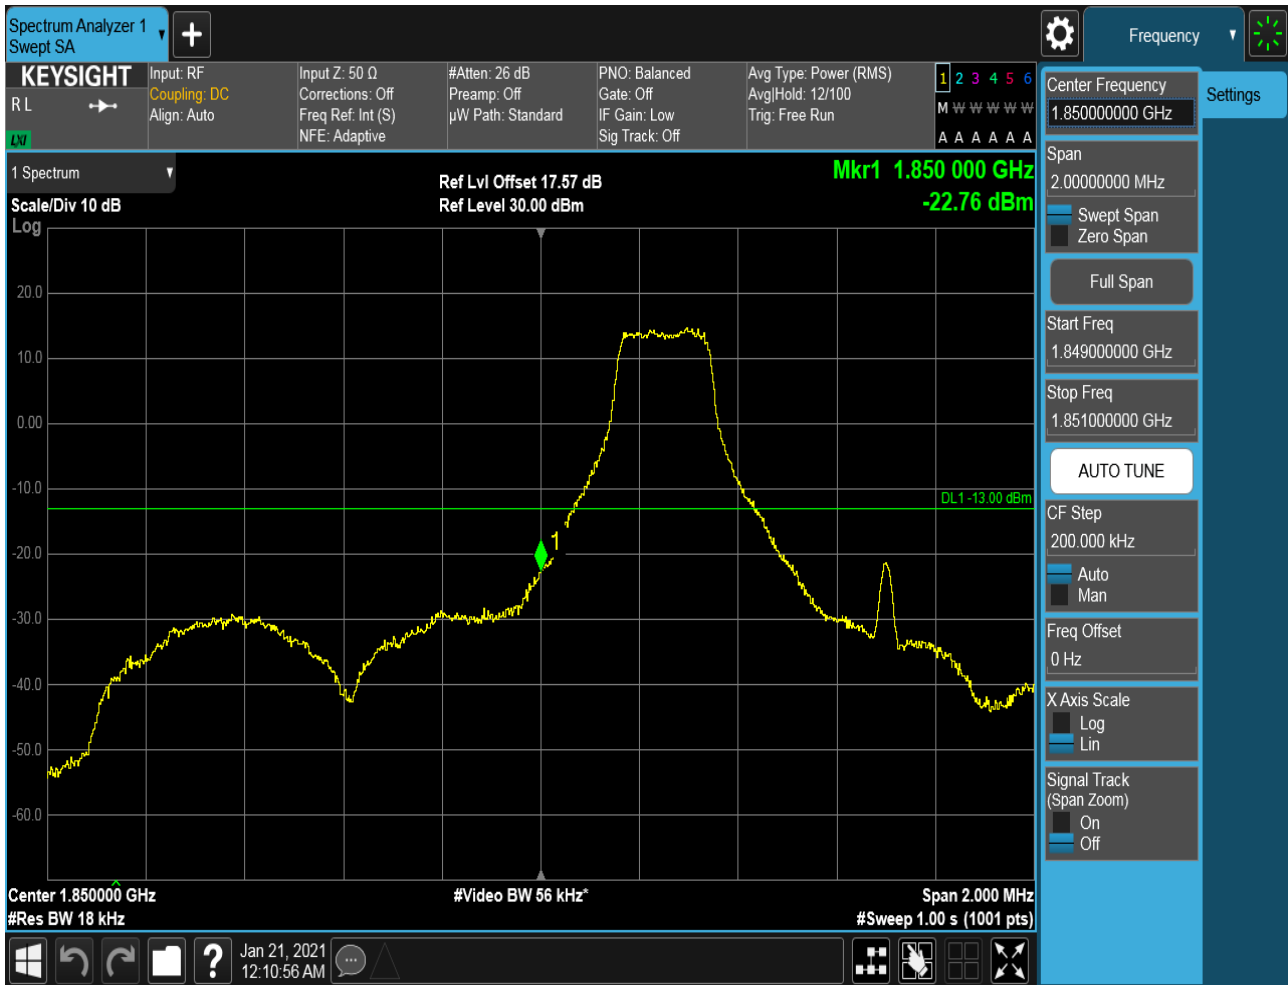 Spectrum Analyzer 1
Swept SA
+
Frequency
KEYSIGHT
R L
LXI
Input: RF
Coupling: DC
Align: Auto
Input Z: 50 Ω
Corrections: Off
Freq Ref: Int (S)
NFE: Adaptive
#Atten: 26 dB
Preamp: Off
µW Path: Standard
PNO: Balanced
Gate: Off
IF Gain: Low
Sig Track: Off
Avg Type: Power (RMS)
Avg|Hold: 12/100
Trig: Free Run
1 2 3 4 5 6
M W W W W W
A A A A A A
1 Spectrum
Scale/Div 10 dB
Log
Ref Lvl Offset 17.57 dB
Ref Level 30.00 dBm
Mkr1 1.850 000 GHz
-22.76 dBm
20.0
10.0
0.00
-10.0
-20.0
-30.0
-40.0
-50.0
-60.0
DL1 -13.00 dBm
1
Center 1.850000 GHz
#Res BW 18 kHz
#Video BW 56 kHz*
Span 2.000 MHz
#Sweep 1.00 s (1001 pts)
Jan 21, 2021
12:10:56 AM
?
Center Frequency
1.850000000 GHz
Settings
Span
2.00000000 MHz
Swept Span
Zero Span
Full Span
Start Freq
1.849000000 GHz
Stop Freq
1.851000000 GHz
AUTO TUNE
CF Step
200.000 kHz
Auto
Man
Freq Offset
0 Hz
X Axis Scale
Log
Lin
Signal Track
(Span Zoom)
On
Off